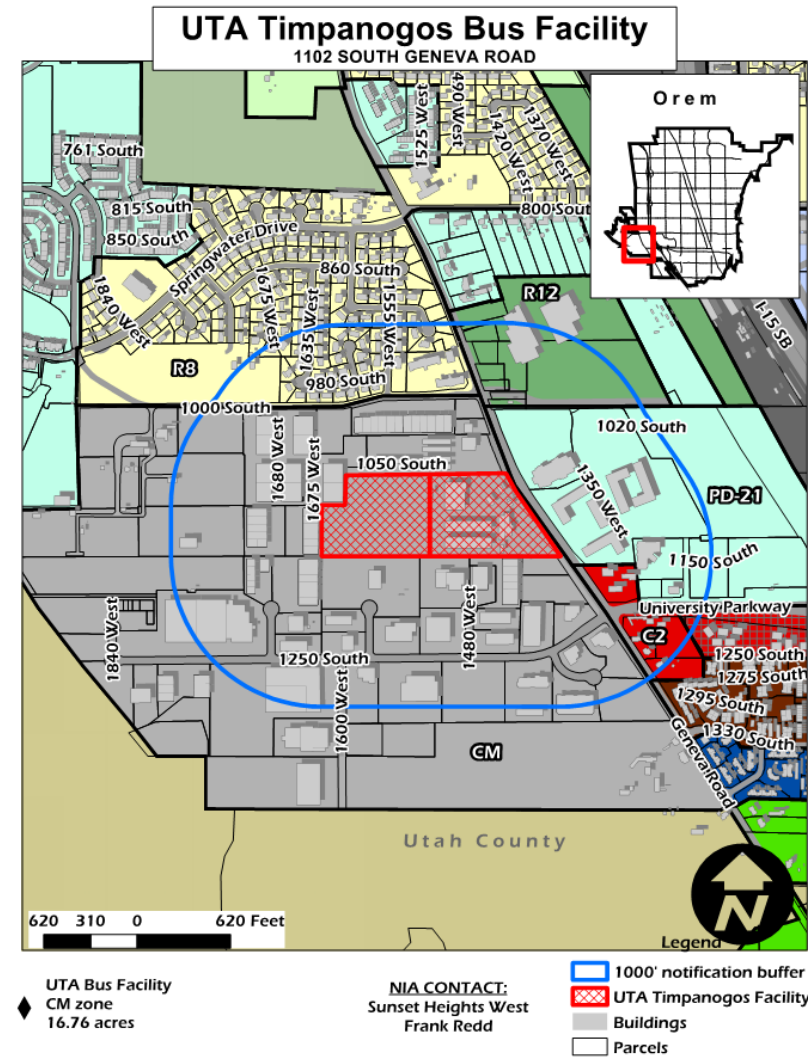 UTA Timpanogos Bus Facility
1102 SOUTH GENEVA ROAD
Orem
761 South
815 South
850 South
Springwater Drive
1840 West
1675 West
1635 West
860 South
1555 West
980 South
1525 West
490 West
1420 West
1370 West
800 Sout
R12
I-15 SB
R8
1000 South
1680 West
1675 West
1050 South
1020 South
1350 West
PD-21
1150 South
University Parkway
C2
1250 South
1275 South
1295 South
1330 South
1840 West
1480 West
1250 South
1600 West
Geneva Road
CM
Utah County
N
620 310 0 620 Feet
Legend
UTA Bus Facility
CM zone
16.76 acres
NIA CONTACT:
Sunset Heights West
Frank Redd
1000' notification buffer
UTA Timpanogos Facility
Buildings
Parcels